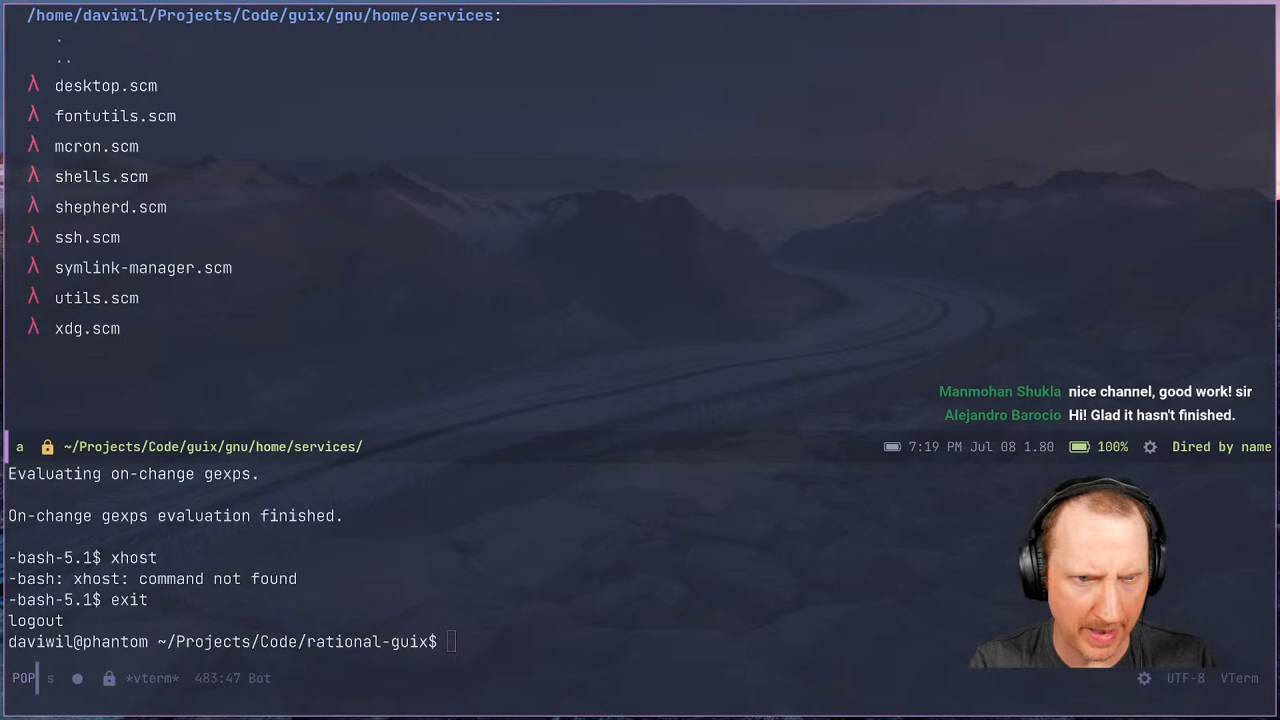 /home/daviwil/Projects/Code/guix/gnu/home/services:
.
..
λ desktop.scm
λ fontutils.scm
λ mcron.scm
λ shells.scm
λ shepherd.scm
λ ssh.scm
λ symlink-manager.scm
λ utils.scm
λ xdg.scm
Manmohan Shukla nice channel, good work! sir
Alejandro Barocio Hi! Glad it hasn't finished.
a ~/Projects/Code/guix/gnu/home/services/ 7:19 PM Jul 08 1.80 100% Dired by name
Evaluating on-change gexps.
On-change gexps evaluation finished.
-bash-5.1$ xhost
-bash: xhost: command not found
-bash-5.1$ exit
logout
daviwil@phantom ~/Projects/Code/rational-guix$
POP s *vterm* 483:47 Bot UTF-8 VTerm